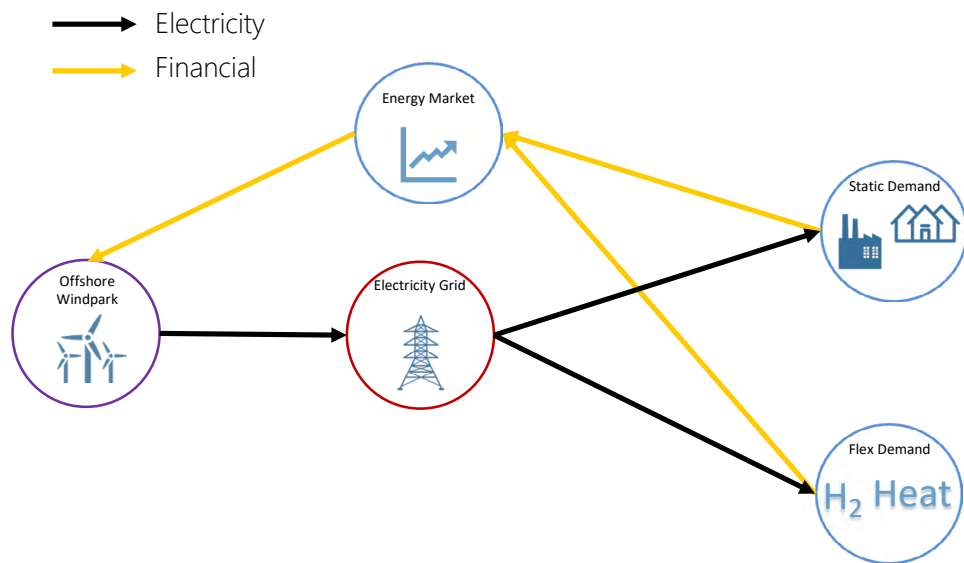 Electricity
Financial
Energy Market
Static Demand
Offshore
Windpark
Electricity Grid
Flex Demand
H₂ Heat